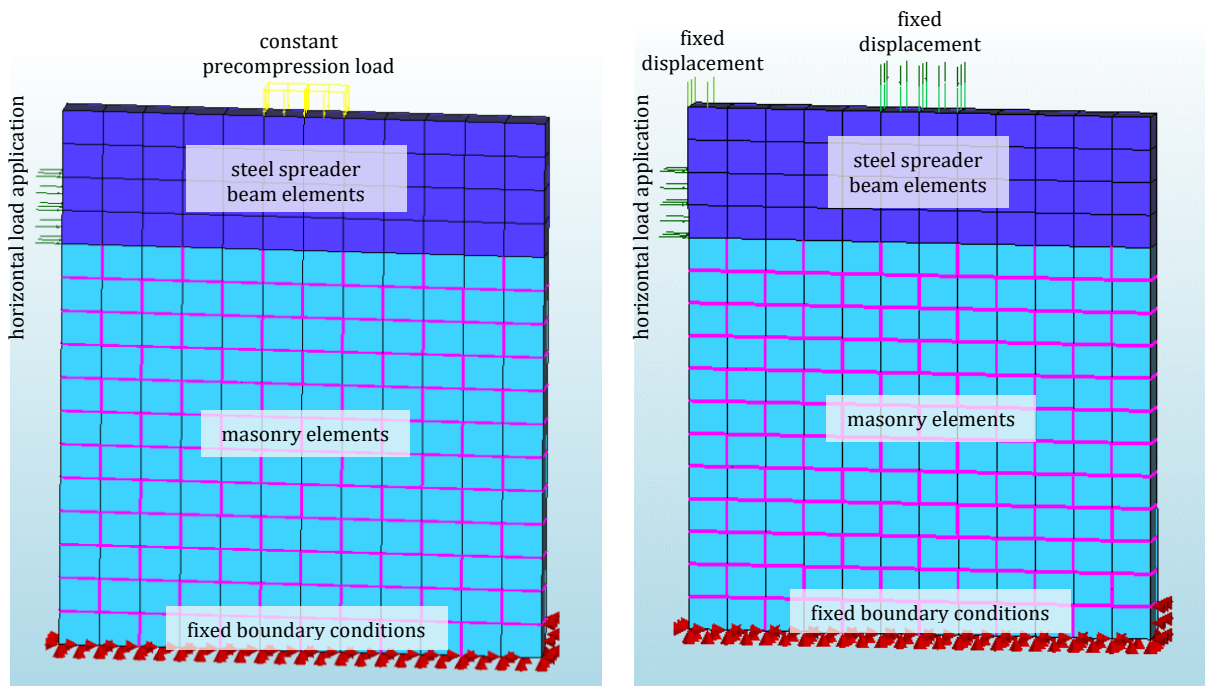 constant
precompression load
horizontal load application
steel spreader
beam elements
masonry elements
fixed boundary conditions
fixed
displacement
fixed
displacement
horizontal load application
steel spreader
beam elements
masonry elements
fixed boundary conditions